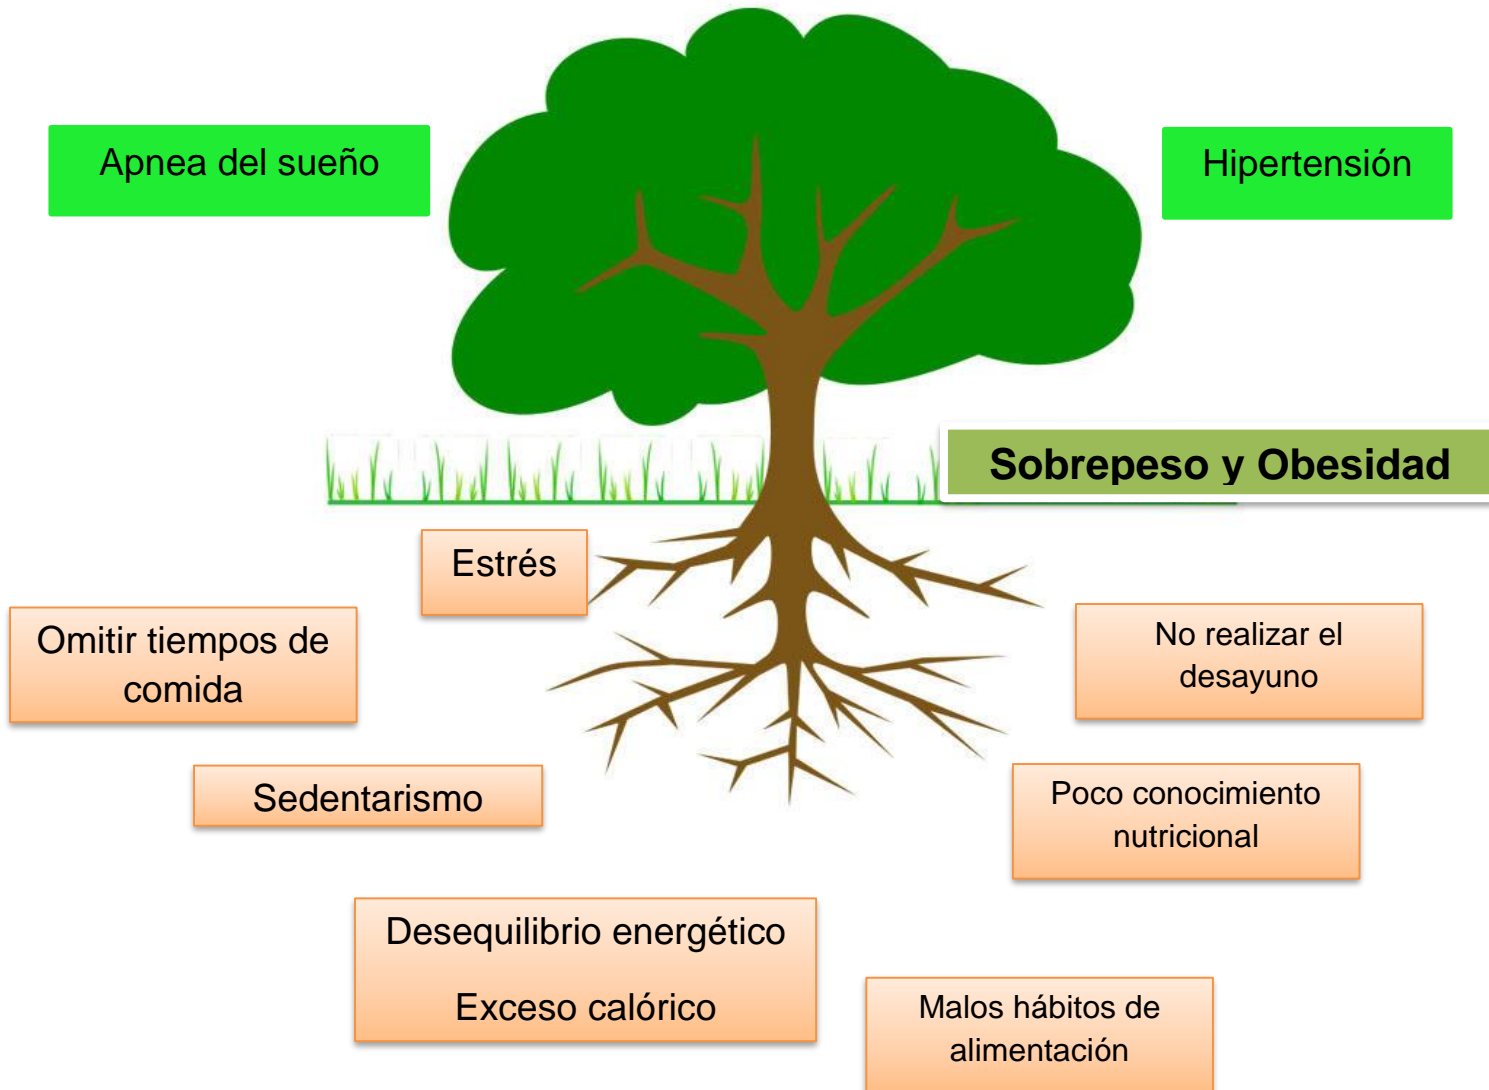 Apnea del sueño
Hipertensión
Sobrepeso y Obesidad
Estrés
Omitir tiempos de
comida
No realizar el
desayuno
Sedentarismo
Poco conocimiento
nutricional
Desequilibrio energético
Exceso calórico
Malos hábitos de
alimentación